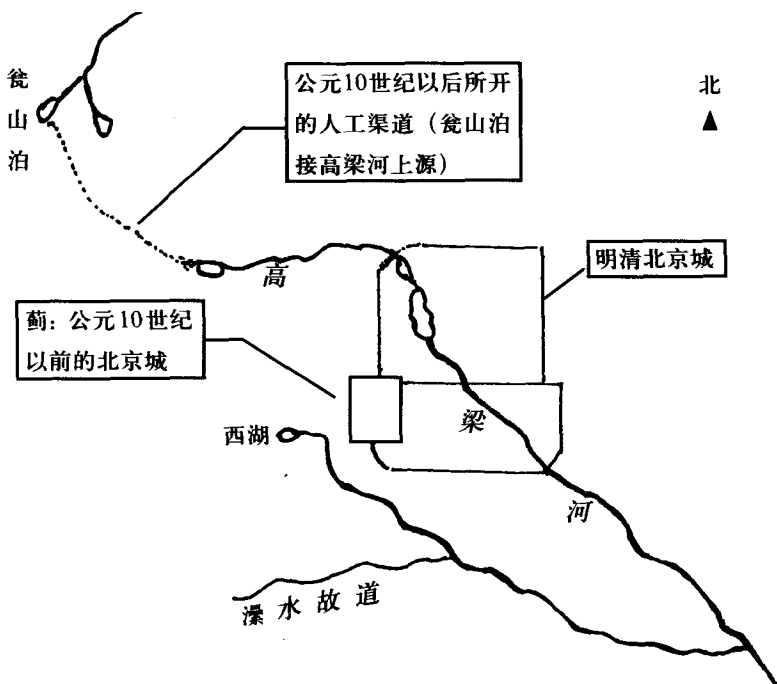 瓮山泊
公元10世纪以后所开
的人工渠道（瓮山泊
接高梁河上源）
北
高
明清北京城
蓟：公元10世纪
以前的北京城
西湖
梁
河
㶟水故道